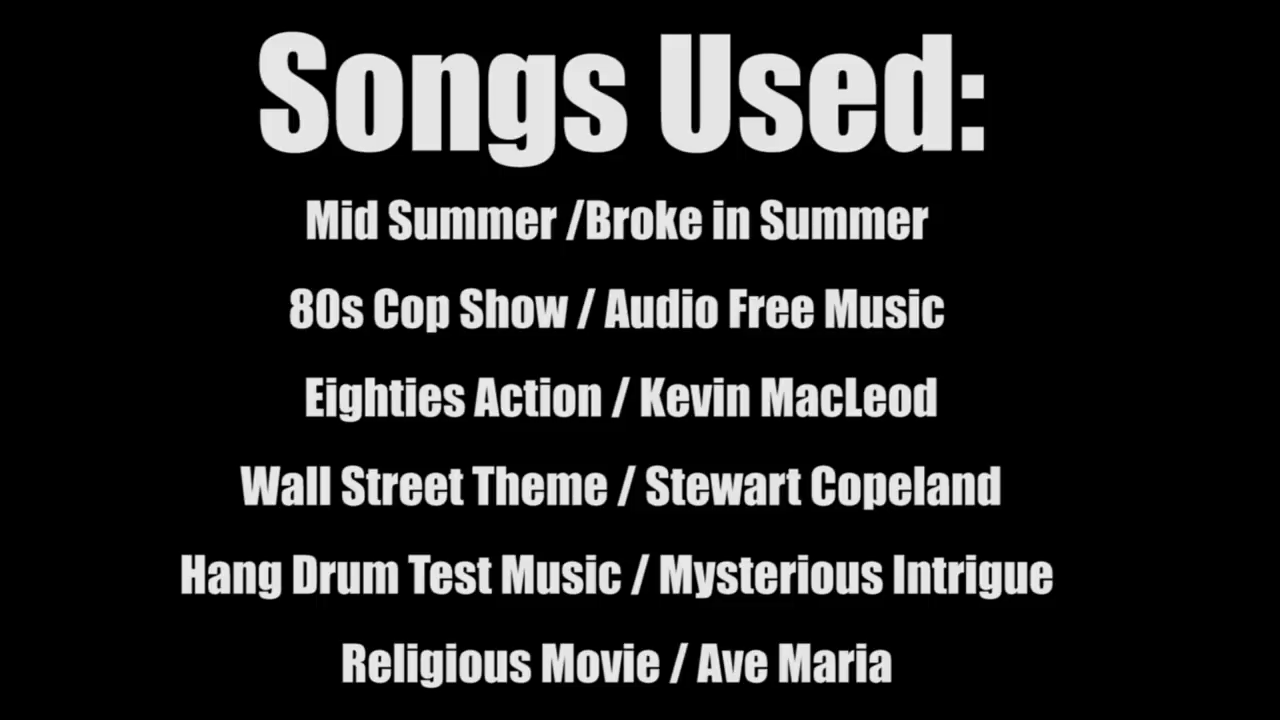 Songs Used:
Mid Summer /Broke in Summer
80s Cop Show / Audio Free Music
Eighties Action / Kevin MacLeod
Wall Street Theme / Stewart Copeland
Hang Drum Test Music / Mysterious Intrigue
Religious Movie / Ave Maria